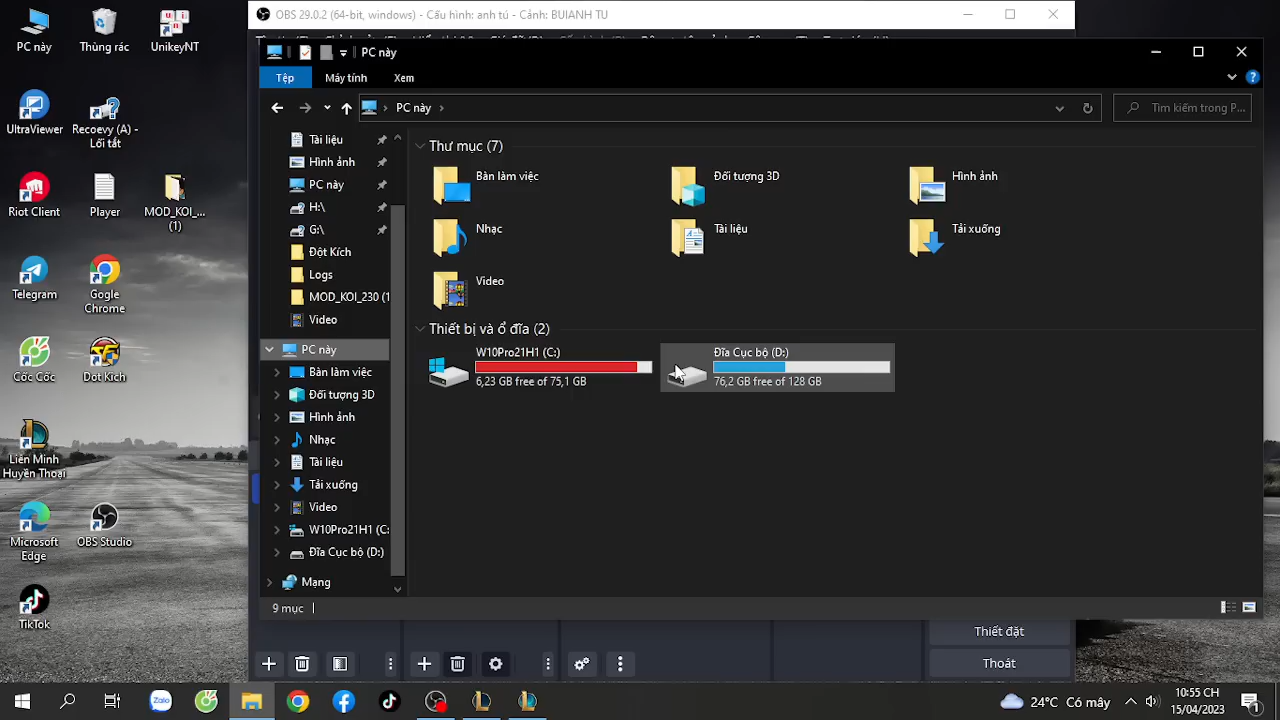 PC này
Thùng rác
UnikeyNT
UltraViewer
Recoevy (A) -
Lối tắt
Riot Client
Player
MOD_KOI_...
(1)
Telegram
Gogle
Chrome
Cốc Cốc
Dot Kich
Liên Minh
Huyền Thoại
Microsoft
Edge
OBS Studio
TikTok
OBS 29.0.2 (64-bit, windows) - Cấu hình: anh tú - Cảnh: BUIANH TU
PC này
Tệp
Máy tính
Xem
PC này
Tìm kiếm trong P...
Tài liệu
Hình ảnh
PC này
H:\
G:\
Đột Kích
Logs
MOD_KOI_230 (1
Video
PC này
Bàn làm việc
Đối tượng 3D
Hình ảnh
Nhạc
Tài liệu
Tải xuống
Video
W10Pro21H1 (C:
Đĩa Cục bộ (D:)
Mạng
Thư mục (7)
Bàn làm việc
Đối tượng 3D
Hình ảnh
Nhạc
Tài liệu
Tải xuống
Video
Thiết bị và ổ đĩa (2)
W10Pro21H1 (C:)
6,23 GB free of 75,1 GB
Đĩa Cục bộ (D:)
76,2 GB free of 128 GB
9 mục
Thiết đặt
Thoát
Zalo
24°C Có mây
10:55 CH
15/04/2023
1